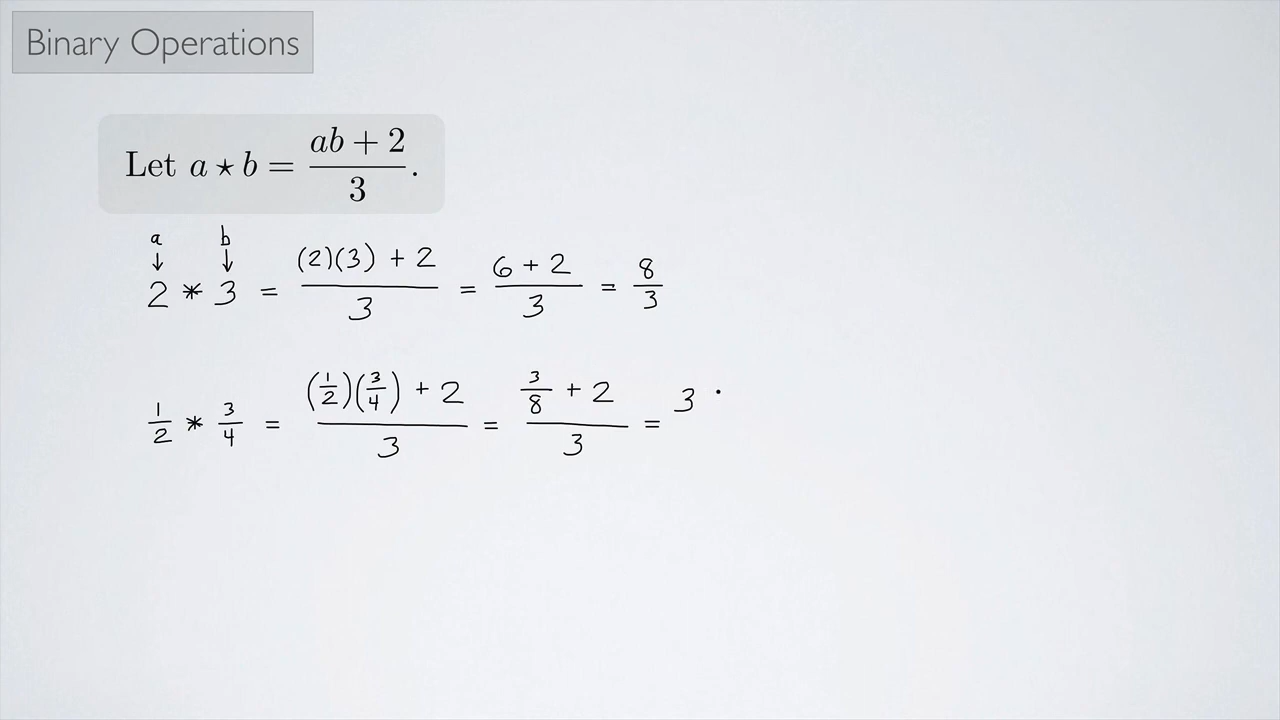 Binary Operations
Let a ⋆ b = (ab + 2)/3.
a b
↓ ↓
2 * 3 = ((2)(3) + 2)/3 = (6 + 2)/3 = 8/3
1/2 * 3/4 = ((1/2)(3/4) + 2)/3 = (3/8 + 2)/3 = 3 ·